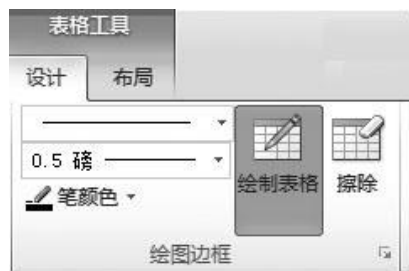 表格工具
设计 布局
0.5 磅
绘制表格 擦除
笔颜色
绘图边框